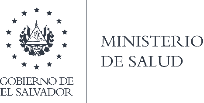 MINISTERIO
DE SALUD
GOBIERNO DE
EL SALVADOR